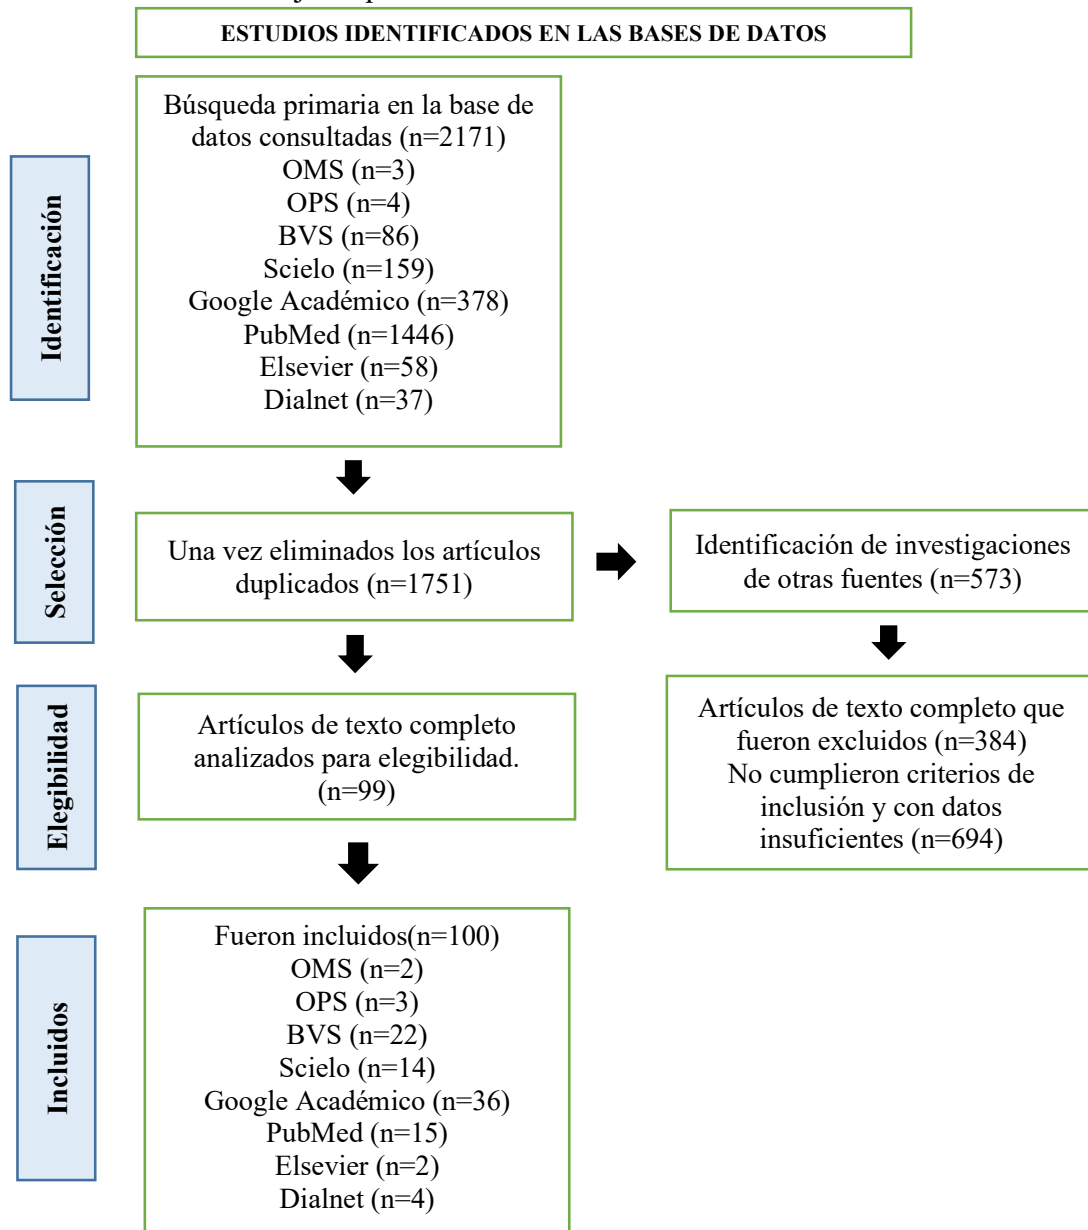 ESTUDIOS IDENTIFICADOS EN LAS BASES DE DATOS
Identificación
Búsqueda primaria en la base de
datos consultadas (n=2171)
OMS (n=3)
OPS (n=4)
BVS (n=86)
Scielo (n=159)
Google Académico (n=378)
PubMed (n=1446)
Elsevier (n=58)
Dialnet (n=37)
Selección
Una vez eliminados los artículos
duplicados (n=1751)
Identificación de investigaciones
de otras fuentes (n=573)
Elegibilidad
Artículos de texto completo
analizados para elegibilidad.
(n=99)
Artículos de texto completo que
fueron excluidos (n=384)
No cumplieron criterios de
inclusión y con datos
insuficientes (n=694)
Incluidos
Fueron incluidos(n=100)
OMS (n=2)
OPS (n=3)
BVS (n=22)
Scielo (n=14)
Google Académico (n=36)
PubMed (n=15)
Elsevier (n=2)
Dialnet (n=4)